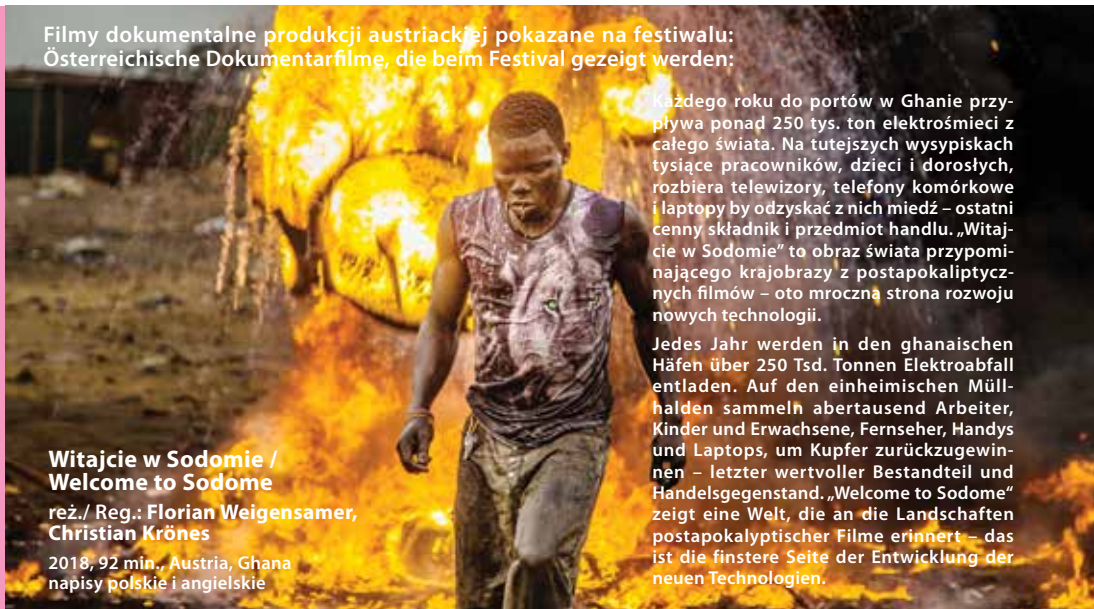 Filmy dokumentalne produkcji austriackiej pokazane na festiwalu:
Österreichische Dokumentarfilme, die beim Festival gezeigt werden:
Każdego roku do portów w Ghanie przy-
pływa ponad 250 tys. ton elektrośmieci z
całego świata. Na tutejszych wysypiskach
tysiące pracowników, dzieci i dorosłych,
rozbiera telewizory, telefony komórkowe
i laptopy by odzyskać z nich miedź – ostatni
cenny składnik i przedmiot handlu. „Witaj-
cie w Sodomie” to obraz świata przypomi-
nającego krajobrazy z postapokaliptycz-
nych filmów – oto mroczna strona rozwoju
nowych technologii.
Jedes Jahr werden in den ghanaischen
Häfen über 250 Tsd. Tonnen Elektroabfall
entladen. Auf den einheimischen Müll-
halden sammeln abertausend Arbeiter,
Kinder und Erwachsene, Fernseher, Handys
und Laptops, um Kupfer zurückzugewin-
nen – letzter wertvoller Bestandteil und
Handelsgegenstand. „Welcome to Sodome“
zeigt eine Welt, die an die Landschaften
postapokalyptischer Filme erinnert – das
ist die finstere Seite der Entwicklung der
neuen Technologien.
Witajcie w Sodomie /
Welcome to Sodome
reż./ Reg.: Florian Weigensamer,
Christian Krönes
2018, 92 min., Austria, Ghana
napisy polskie i angielskie